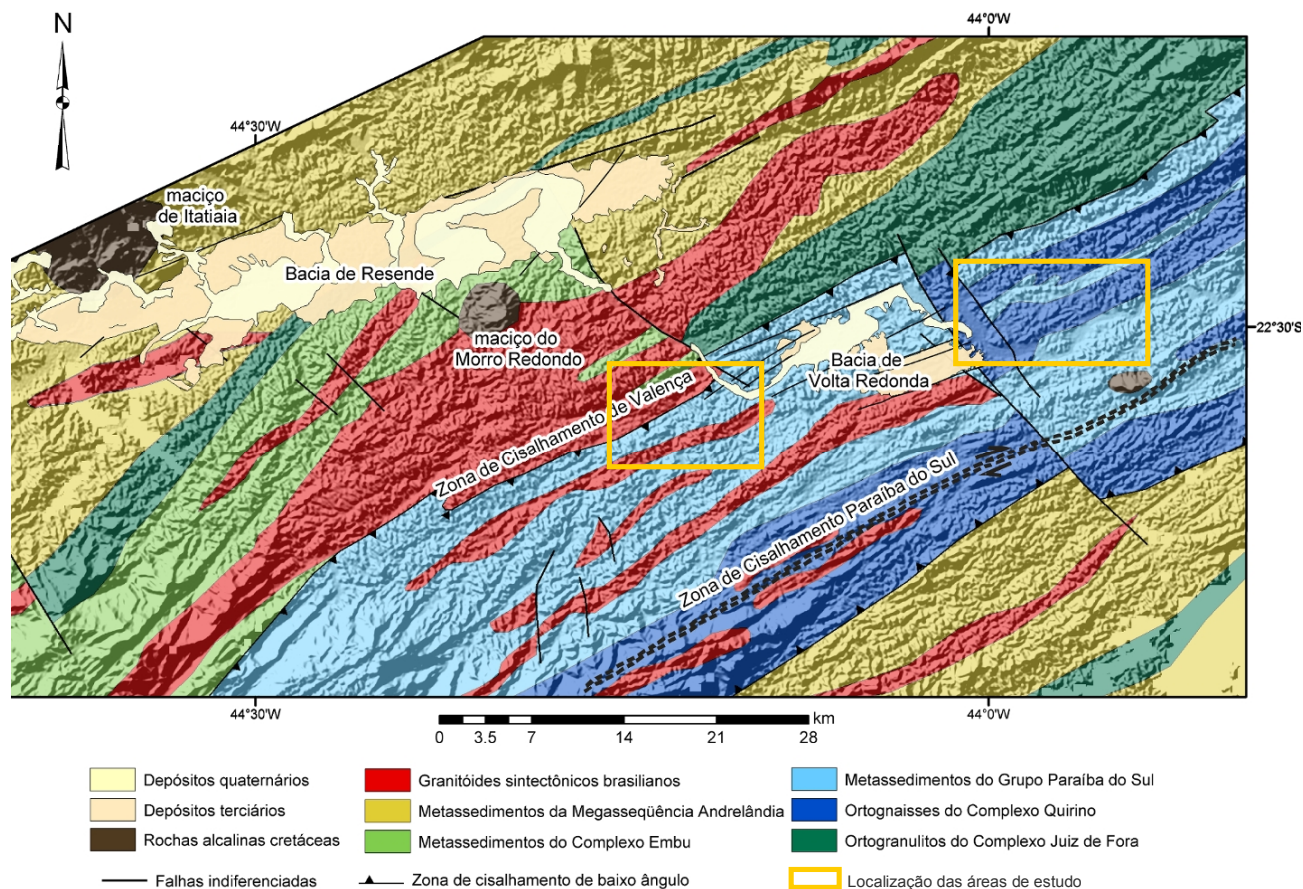 N
44°0'W
44°30'W
maciço
de Itatiaia
Bacia de Resende
maciço do
Morro Redondo
22°30'S
Bacia de
Volta Redonda
Zona de Cisalhamento de Valença
Zona de Cisalhamento Paraíba do Sul
44°30'W
44°0'W
km
0 3.5 7 14 21 28
Depósitos quaternários
Granitóides sintectônicos brasilianos
Metassedimentos do Grupo Paraíba do Sul
Depósitos terciários
Metassedimentos da Megasseqüência Andrelândia
Ortognaisses do Complexo Quirino
Rochas alcalinas cretáceas
Metassedimentos do Complexo Embu
Ortogranulitos do Complexo Juiz de Fora
Falhas indiferenciadas
Zona de cisalhamento de baixo ângulo
Localização das áreas de estudo